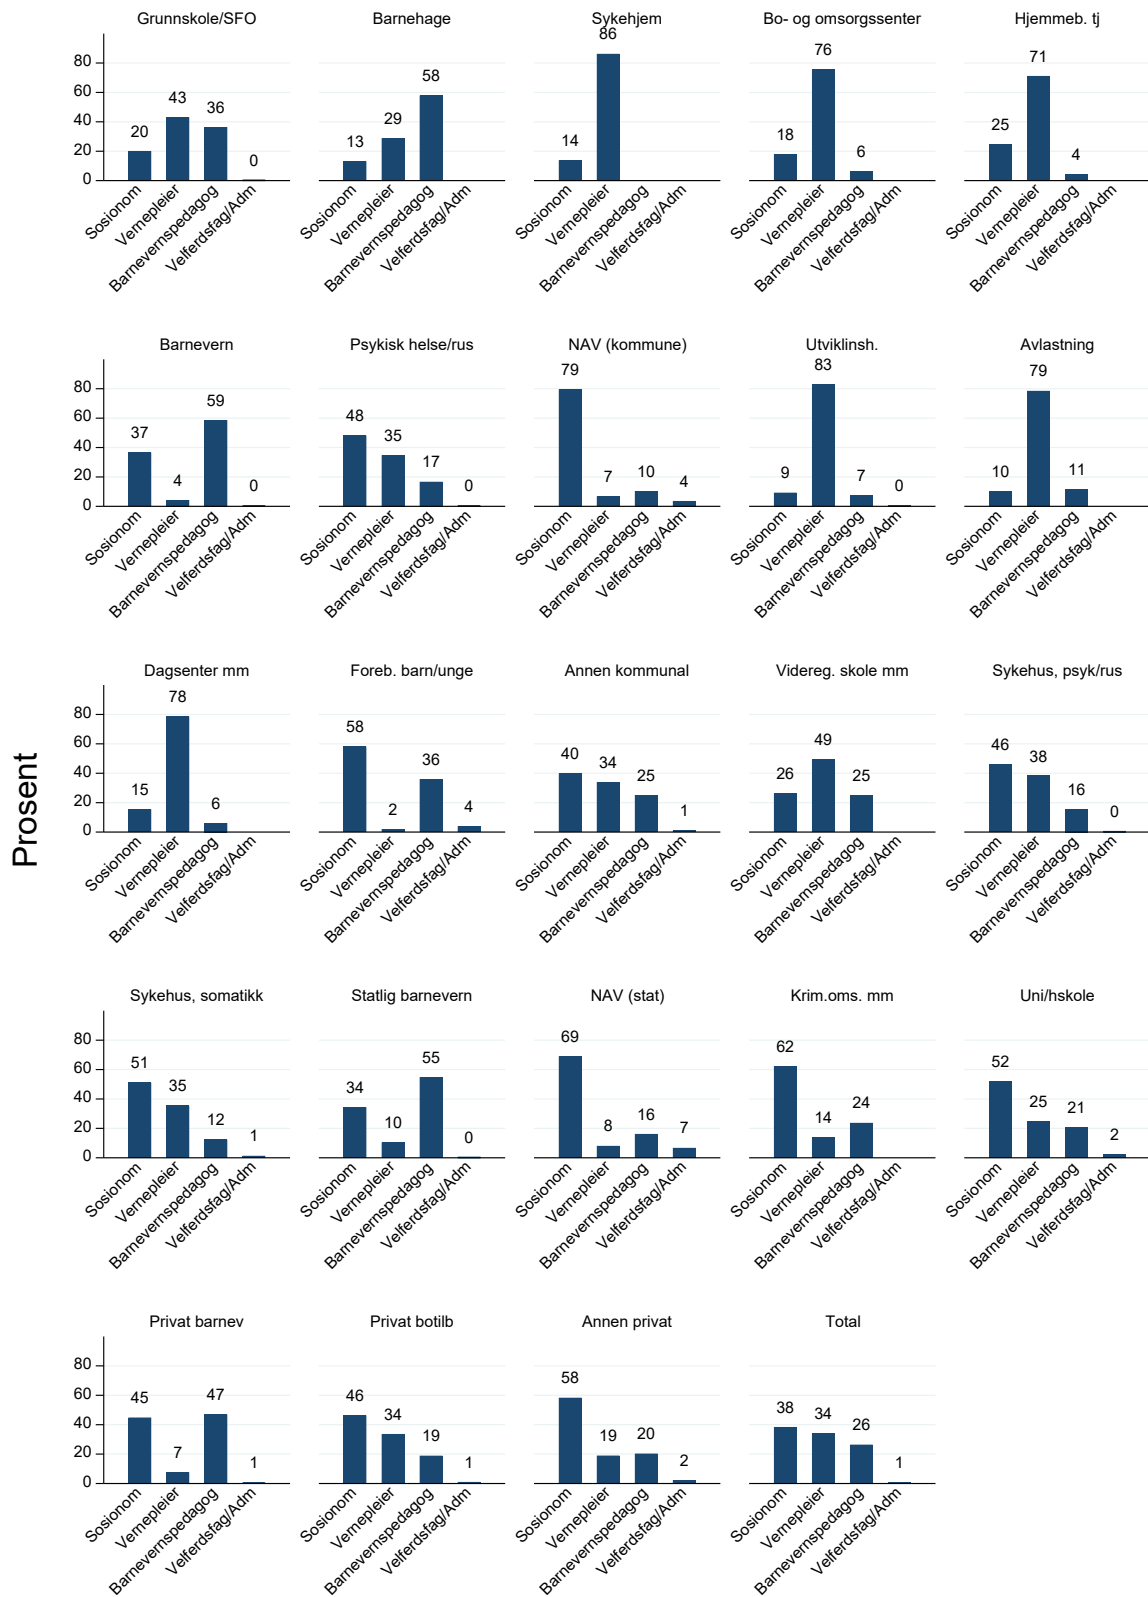 Prosent
Grunnskole/SFO
80
60
40
20
0
20
43
36
0
Sosionom
Vernepleier
Barnevernspedagog
Velferdsfag/Adm
Barnehage
13
29
58
Sosionom
Vernepleier
Barnevernspedagog
Velferdsfag/Adm
Sykehjem
14
86
Sosionom
Vernepleier
Barnevernspedagog
Velferdsfag/Adm
Bo- og omsorgssenter
18
76
6
Sosionom
Vernepleier
Barnevernspedagog
Velferdsfag/Adm
Hjemmeb. tj
25
71
4
Sosionom
Vernepleier
Barnevernspedagog
Velferdsfag/Adm
Barnevern
80
60
40
20
0
37
4
59
0
Sosionom
Vernepleier
Barnevernspedagog
Velferdsfag/Adm
Psykisk helse/rus
48
35
17
0
Sosionom
Vernepleier
Barnevernspedagog
Velferdsfag/Adm
NAV (kommune)
79
7
10
4
Sosionom
Vernepleier
Barnevernspedagog
Velferdsfag/Adm
Utviklinsh.
9
83
7
0
Sosionom
Vernepleier
Barnevernspedagog
Velferdsfag/Adm
Avlastning
10
79
11
Sosionom
Vernepleier
Barnevernspedagog
Velferdsfag/Adm
Dagsenter mm
80
60
40
20
0
15
78
6
Sosionom
Vernepleier
Barnevernspedagog
Velferdsfag/Adm
Foreb. barn/unge
58
2
36
4
Sosionom
Vernepleier
Barnevernspedagog
Velferdsfag/Adm
Annen kommunal
40
34
25
1
Sosionom
Vernepleier
Barnevernspedagog
Velferdsfag/Adm
Videreg. skole mm
26
49
25
Sosionom
Vernepleier
Barnevernspedagog
Velferdsfag/Adm
Sykehus, psyk/rus
46
38
16
0
Sosionom
Vernepleier
Barnevernspedagog
Velferdsfag/Adm
Sykehus, somatikk
80
60
40
20
0
51
35
12
1
Sosionom
Vernepleier
Barnevernspedagog
Velferdsfag/Adm
Statlig barnevern
34
10
55
0
Sosionom
Vernepleier
Barnevernspedagog
Velferdsfag/Adm
NAV (stat)
69
8
16
7
Sosionom
Vernepleier
Barnevernspedagog
Velferdsfag/Adm
Krim.oms. mm
62
14
24
Sosionom
Vernepleier
Barnevernspedagog
Velferdsfag/Adm
Uni/hskole
52
25
21
2
Sosionom
Vernepleier
Barnevernspedagog
Velferdsfag/Adm
Privat barnev
80
60
40
20
0
45
7
47
1
Sosionom
Vernepleier
Barnevernspedagog
Velferdsfag/Adm
Privat botilb
46
34
19
1
Sosionom
Vernepleier
Barnevernspedagog
Velferdsfag/Adm
Annen privat
58
19
20
2
Sosionom
Vernepleier
Barnevernspedagog
Velferdsfag/Adm
Total
38
34
26
1
Sosionom
Vernepleier
Barnevernspedagog
Velferdsfag/Adm